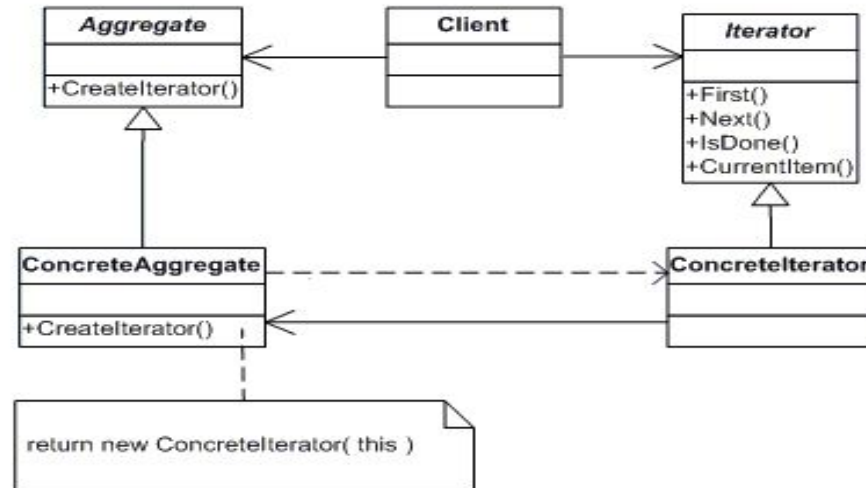 Aggregate
+CreateIterator()
Client
Iterator
+First()
+Next()
+IsDone()
+CurrentItem()
ConcreteAggregate
+CreateIterator()
ConcreteIterator
return new ConcreteIterator( this )